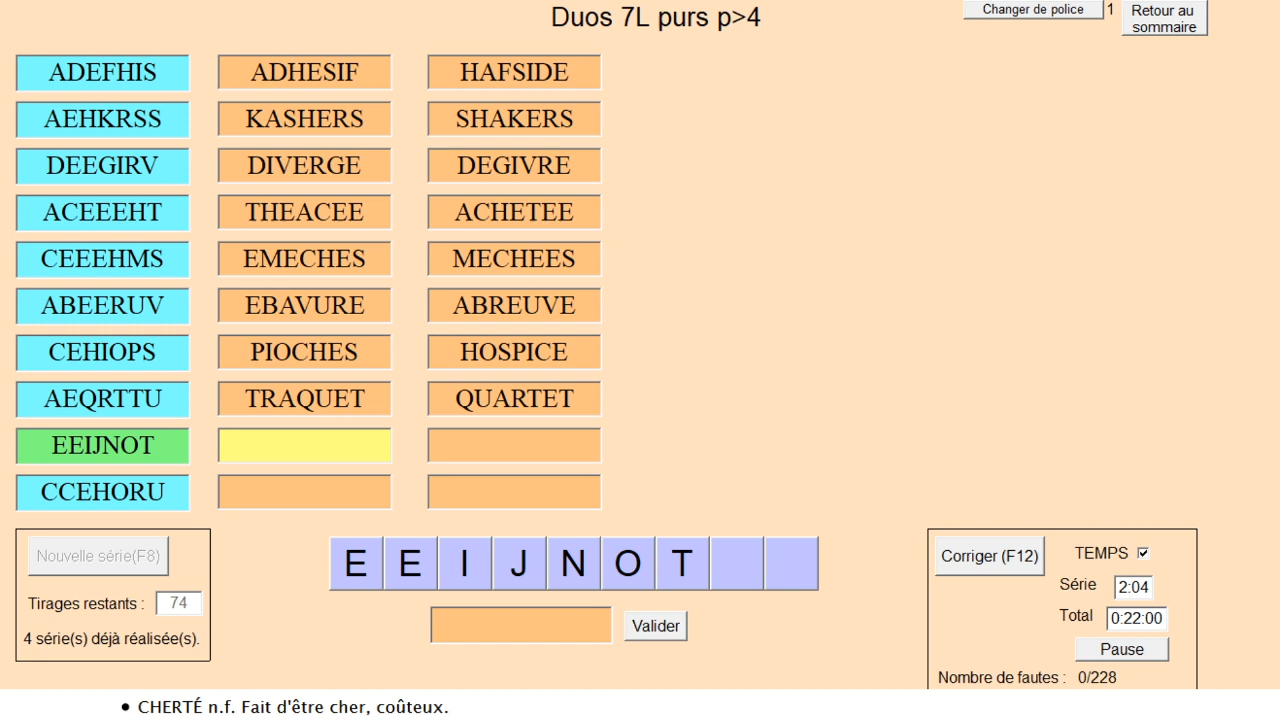 Duos 7L purs p>4
Changer de police 1 Retour au sommaire
ADEFHIS ADHESIF HAFSIDE
AEHKRSS KASHERS SHAKERS
DEEGIRV DIVERGE DEGIVRE
ACEEEHT THEACEE ACHETEE
CEEEHMS EMECHES MECHEES
ABEERUV EBAVURE ABREUVE
CEHIOPS PIOCHES HOSPICE
AEQRTTU TRAQUET QUARTET
EEIJNOT
CCEHORU
Nouvelle série(F8)
Tirages restants : 74
4 série(s) déjà réalisée(s).
E E I J N O T
Valider
Corriger (F12) TEMPS
Série 2:04
Total 0:22:00
Pause
Nombre de fautes : 0/228
• CHERTÉ n.f. Fait d'être cher, coûteux.